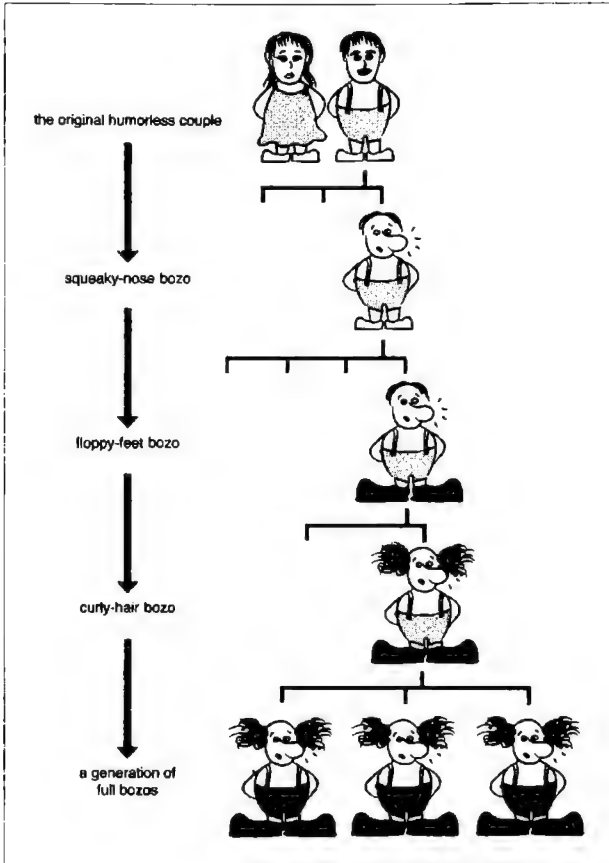 the original humorless couple
squeaky-nose bozo
floppy-feet bozo
curly-hair bozo
a generation of
full bozos